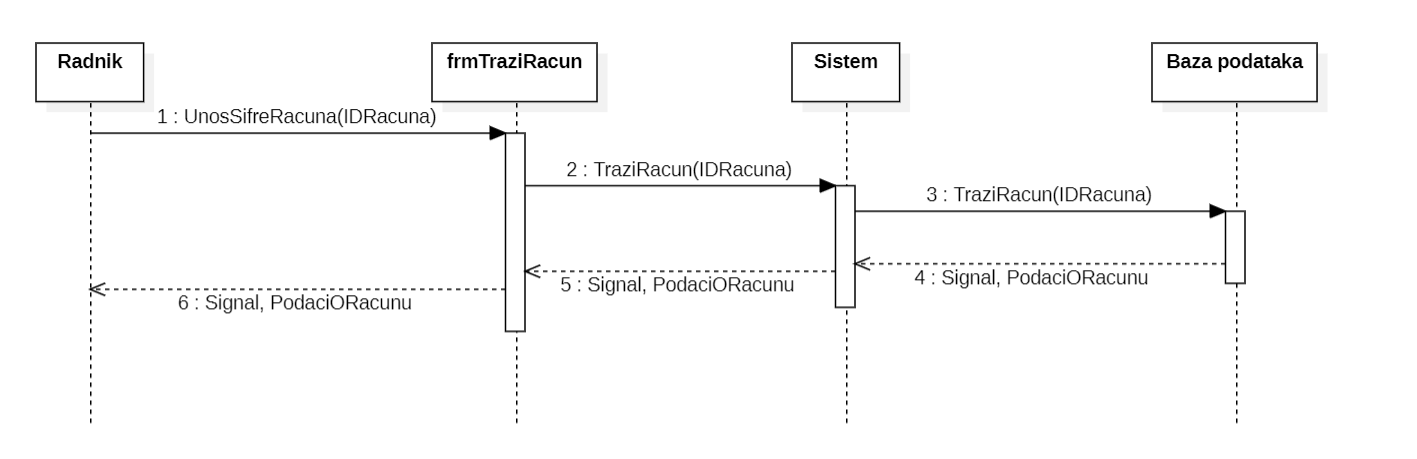 Radnik
frmTraziRacun
Sistem
Baza podataka
1 : UnosSifreRacuna(IDRacuna)
2 : TraziRacun(IDRacuna)
3 : TraziRacun(IDRacuna)
4 : Signal, PodaciORacunu
5 : Signal, PodaciORacunu
6 : Signal, PodaciORacunu